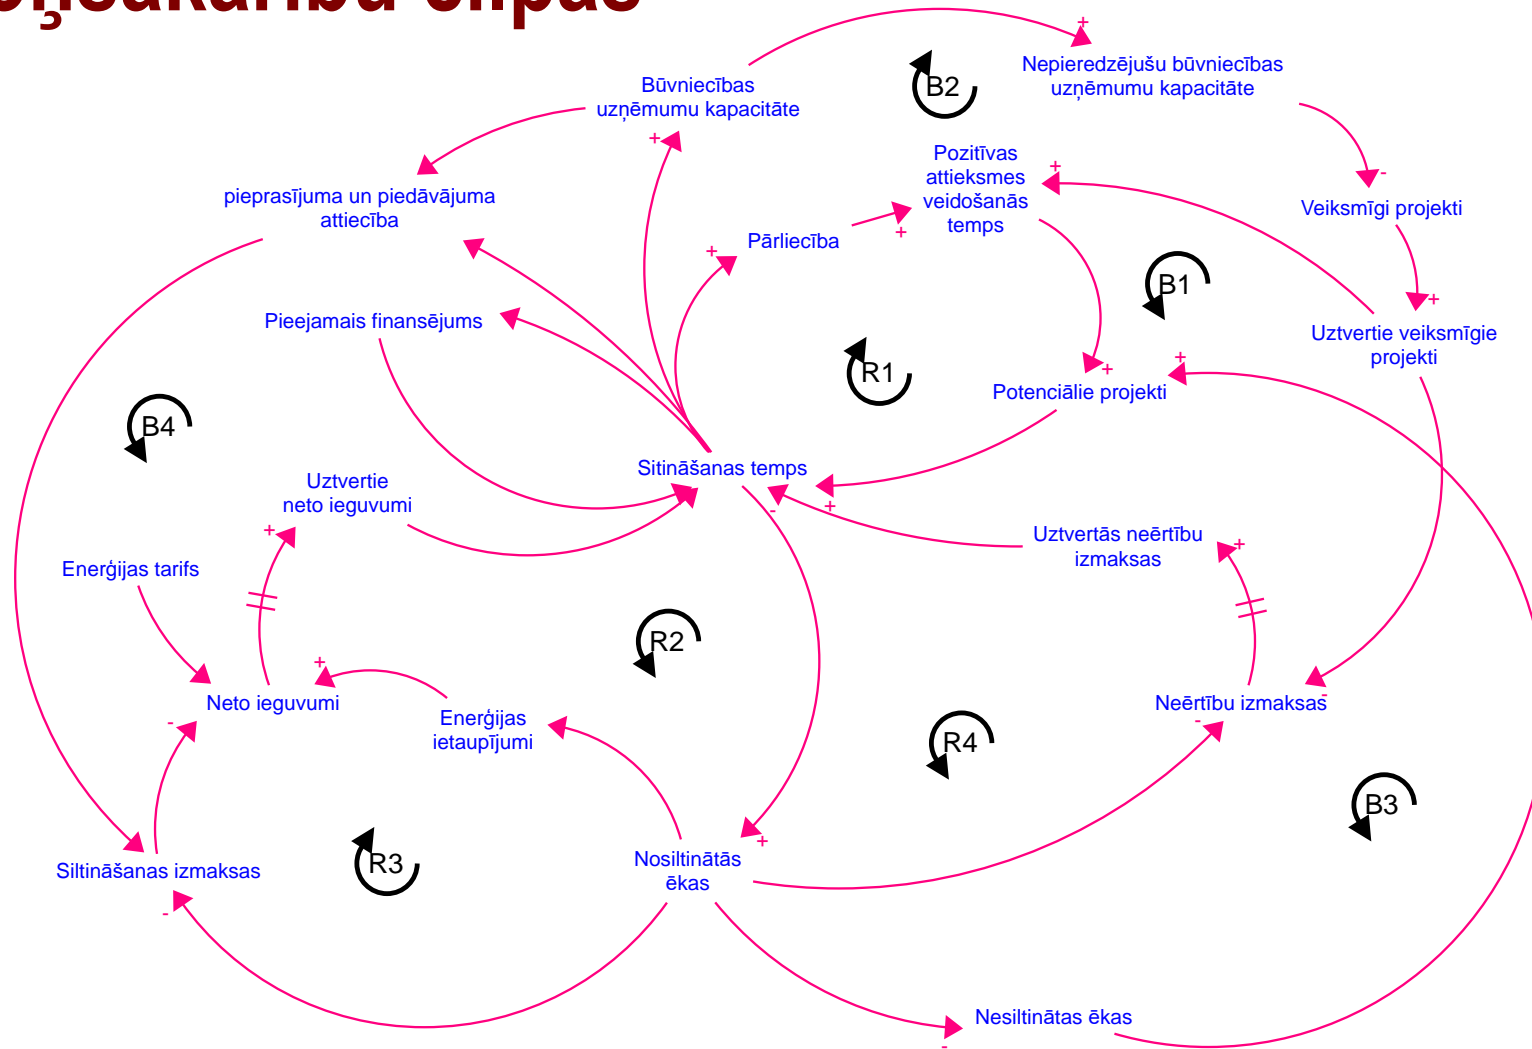 Būvniecības
uzņēmumu kapacitāte
B2
Nepieredzējušu būvniecības
uzņēmumu kapacitāte
Pozitīvas
attieksmes
veidošanās
temps
pieprasījuma un piedāvājuma
attiecība
Pārliecība
Veiksmīgi projekti
B1
Pieejamais finansējums
Uztvertie veiksmīgie
projekti
R1
Potenciālie projekti
B4
Sitināšanas temps
Uztvertie
neto ieguvumi
Uztvertās neērtību
izmaksas
Enerģijas tarifs
R2
Neto ieguvumi
Enerģijas
ietaupījumi
Neērtību izmaksas
R4
B3
Siltināšanas izmaksas
R3
Nosiltinātās
ēkas
Nesiltinātas ēkas